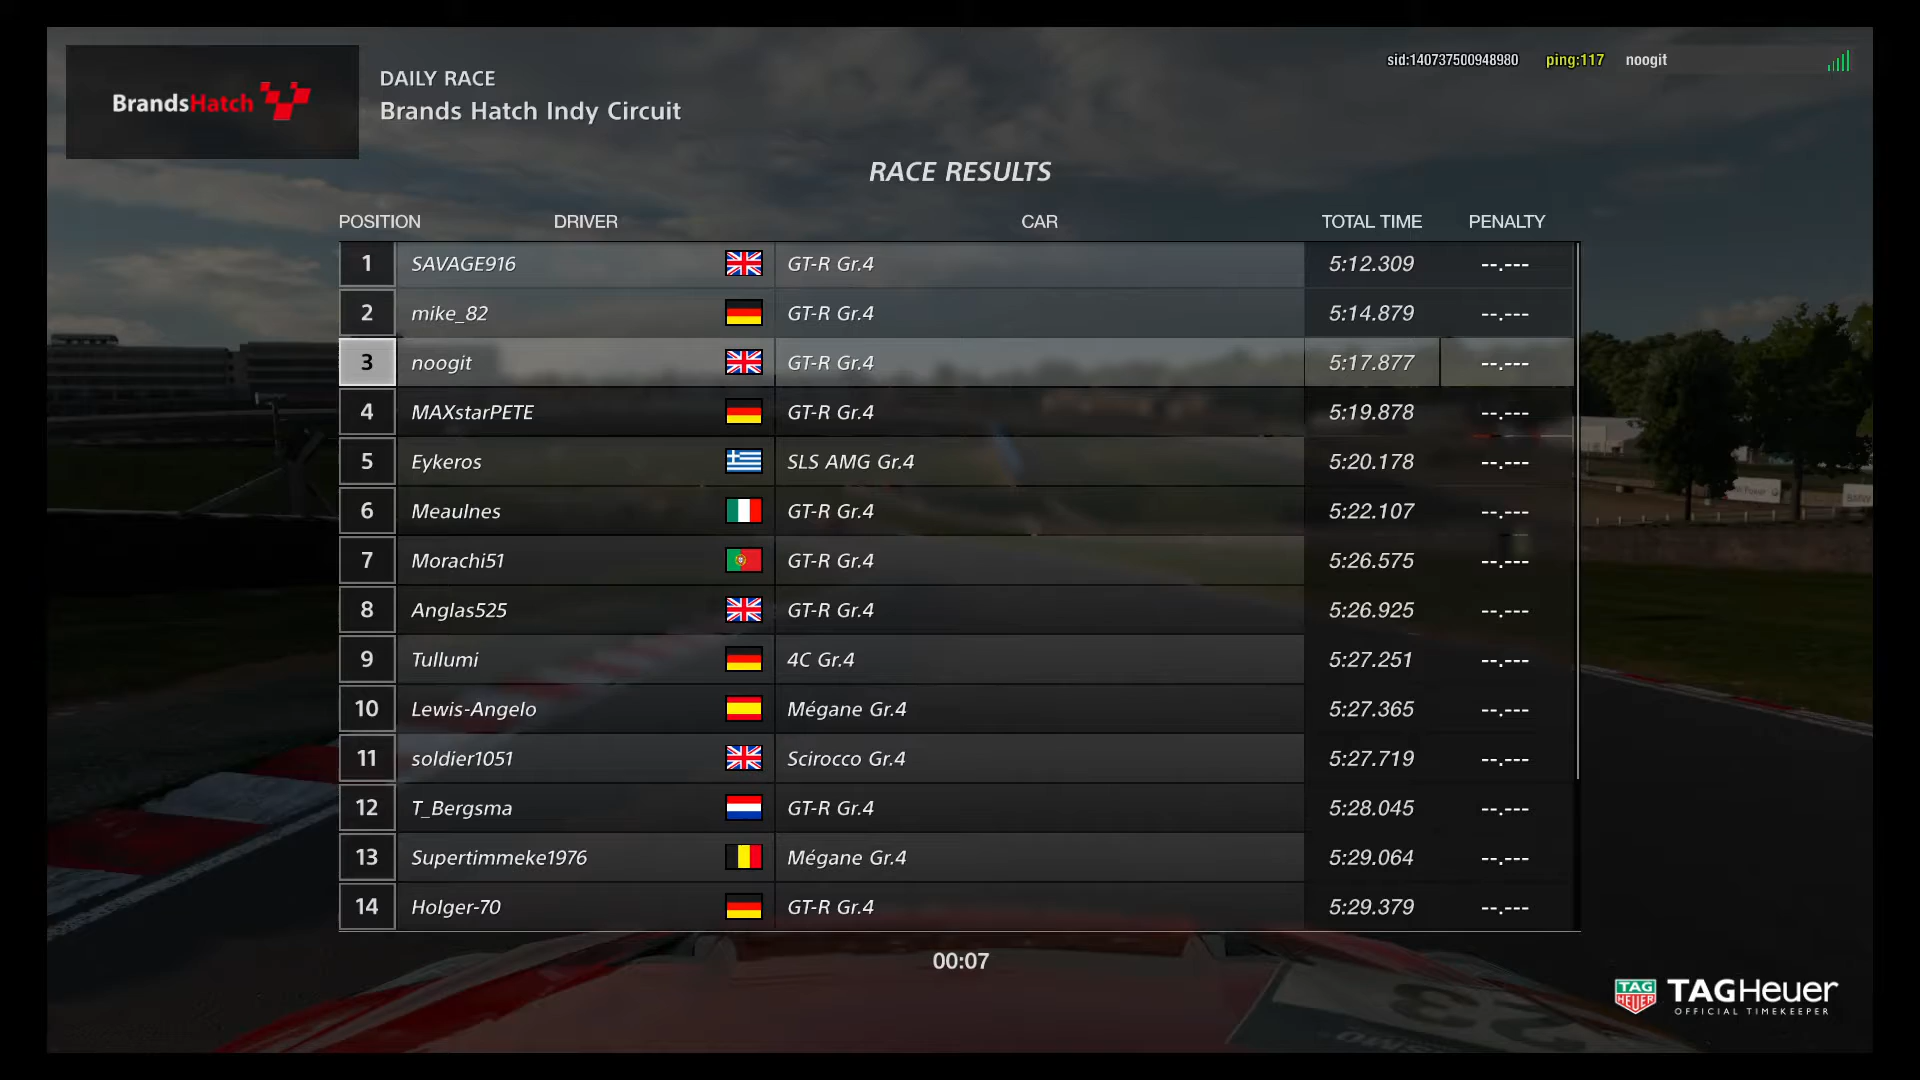 BrandsHatch
DAILY RACE
Brands Hatch Indy Circuit
sid:140737500948980 ping:117 noogit
RACE RESULTS
POSITION DRIVER CAR TOTAL TIME PENALTY
1 SAVAGE916 GT-R Gr.4 5:12.309 --.---
2 mike_82 GT-R Gr.4 5:14.879 --.---
3 noogit GT-R Gr.4 5:17.877 --.---
4 MAXstarPETE GT-R Gr.4 5:19.878 --.---
5 Eykeros SLS AMG Gr.4 5:20.178 --.---
6 Meaulnes GT-R Gr.4 5:22.107 --.---
7 Morachi51 GT-R Gr.4 5:26.575 --.---
8 Anglas525 GT-R Gr.4 5:26.925 --.---
9 Tullumi 4C Gr.4 5:27.251 --.---
10 Lewis-Angelo Mégane Gr.4 5:27.365 --.---
11 soldier1051 Scirocco Gr.4 5:27.719 --.---
12 T_Bergsma GT-R Gr.4 5:28.045 --.---
13 Supertimmeke1976 Mégane Gr.4 5:29.064 --.---
14 Holger-70 GT-R Gr.4 5:29.379 --.---
00:07
TAG HEUER TAGHeuer
OFFICIAL TIMEKEEPER
23